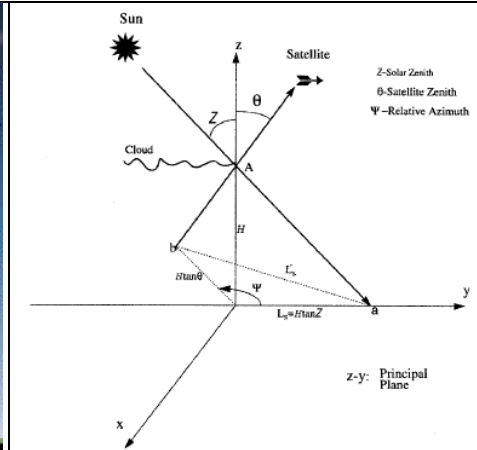 Sun
z
Satellite
Z-Solar Zenith
θ-Satellite Zenith
Ψ-Relative Azimuth
θ
Z
Cloud
A
H
b
L's
Htanθ
Ψ
a
y
Ls=HtanZ
z-y: Principal
Plane
x